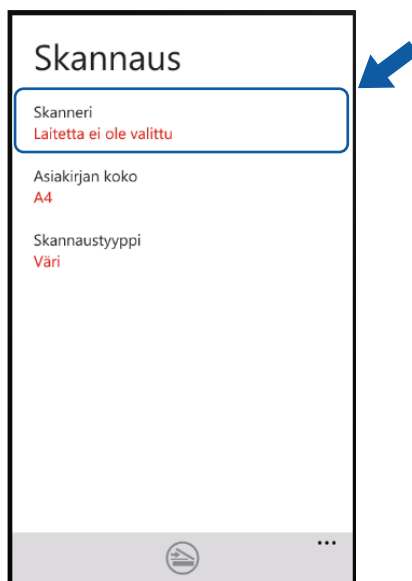 Skannaus
Skanneri
Laitetta ei ole valittu
Asiakirjan koko
A4
Skannaustyyppi
Väri